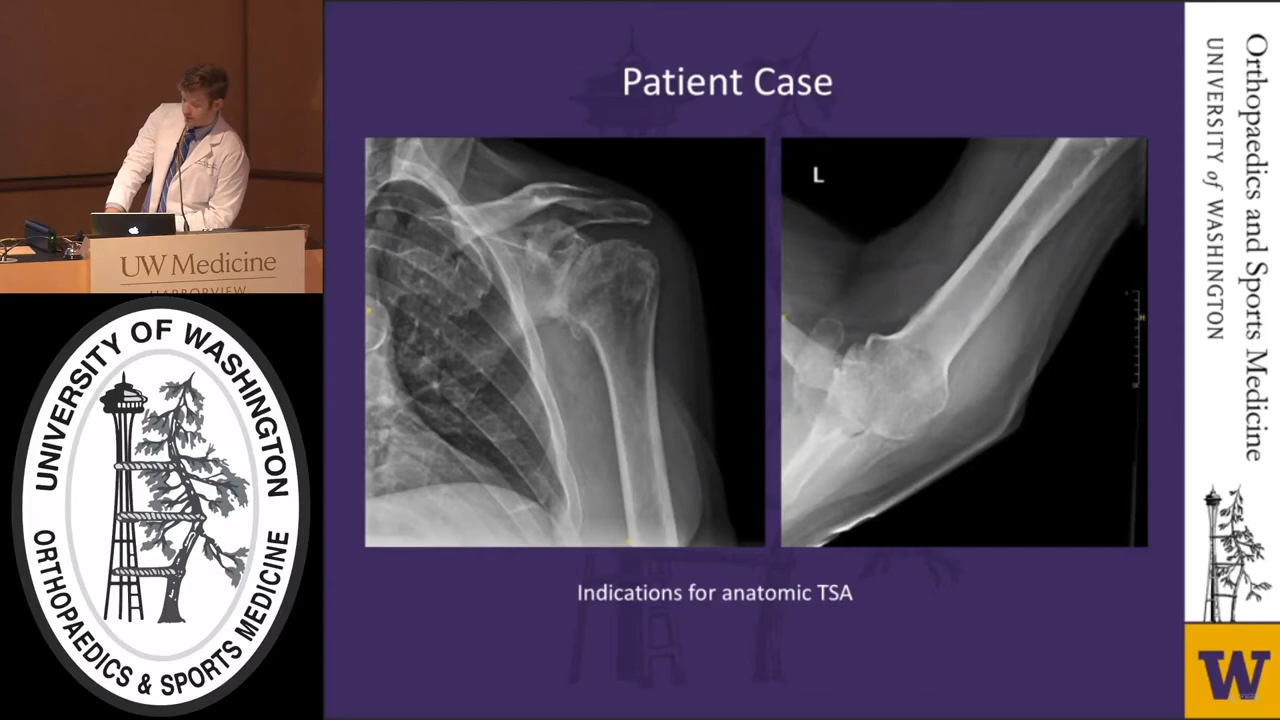 Patient Case
L
Indications for anatomic TSA
UW Medicine
HARBORVIEW
UNIVERSITY OF WASHINGTON
ORTHOPAEDICS & SPORTS MEDICINE
Orthopaedics and Sports Medicine
UNIVERSITY of WASHINGTON
W